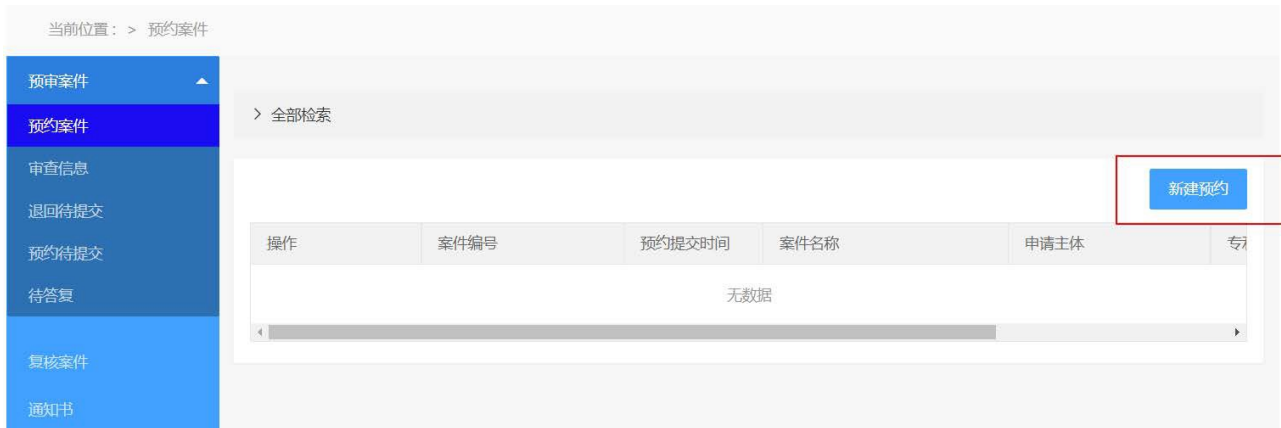 当前位置： > 预约案件
预审案件
预约案件
审查信息
退回待提交
预约待提交
待答复
复核案件
通知书
> 全部检索
新建预约
操作 案件编号 预约提交时间 案件名称 申请主体 专
无数据